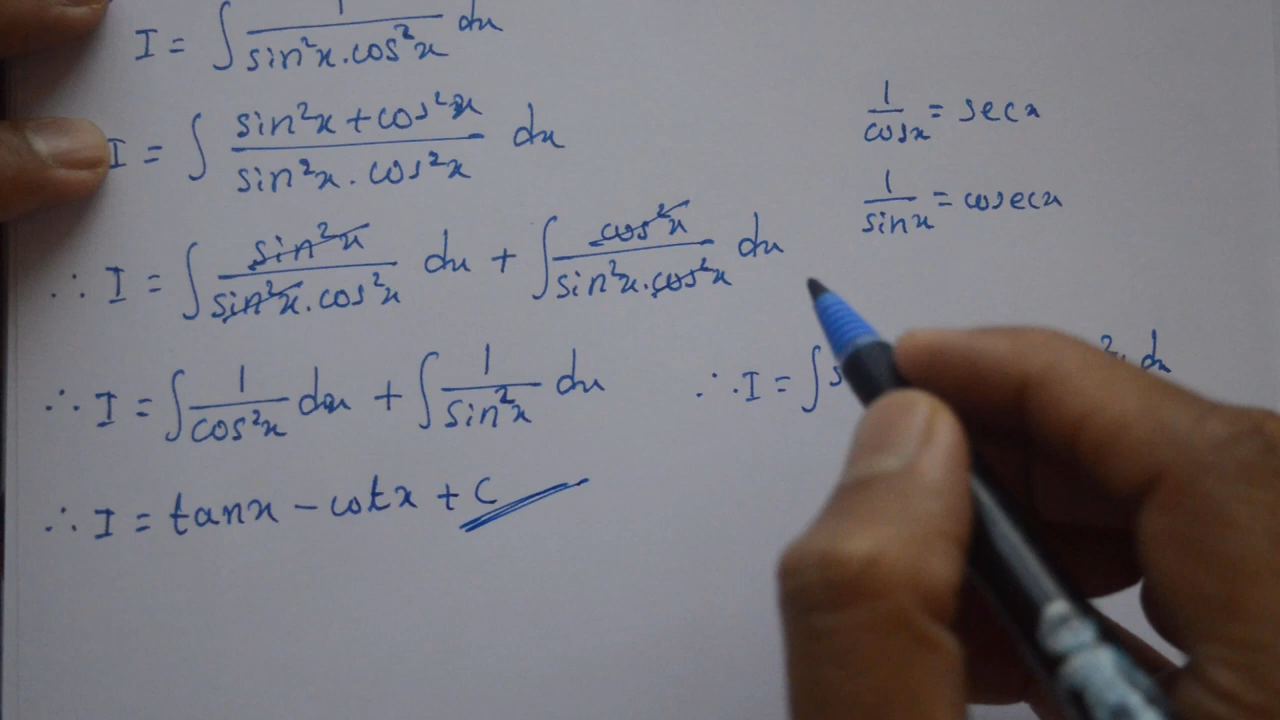 I = ∫ 1/(sin²x.cos²x) dx
I = ∫ (sin²x + cos²x)/(sin²x . cos²x) dx
∴ I = ∫ sin²x/(sin²x . cos²x) dx + ∫ cos²x/(sin²x . cos²x) dx
∴ I = ∫ 1/cos²x dx + ∫ 1/sin²x dx
∴ I = tanx - cotx + c
1/cosx = secx
1/sinx = cosecx
∴ I = ∫ s
dx